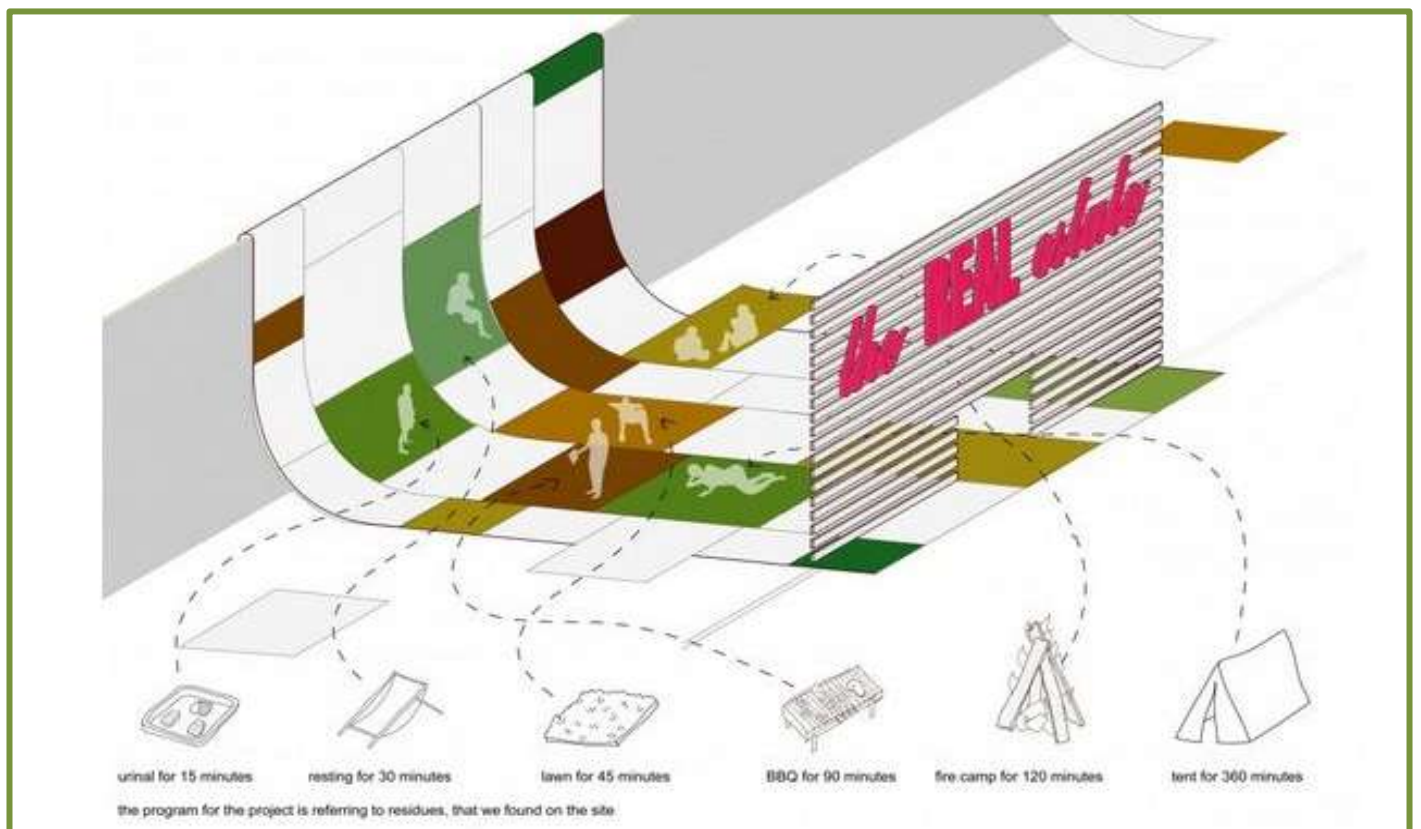 the REAL estate
urinal for 15 minutes
resting for 30 minutes
lawn for 45 minutes
BBQ for 90 minutes
fire camp for 120 minutes
tent for 360 minutes
the program for the project is referring to residues, that we found on the site